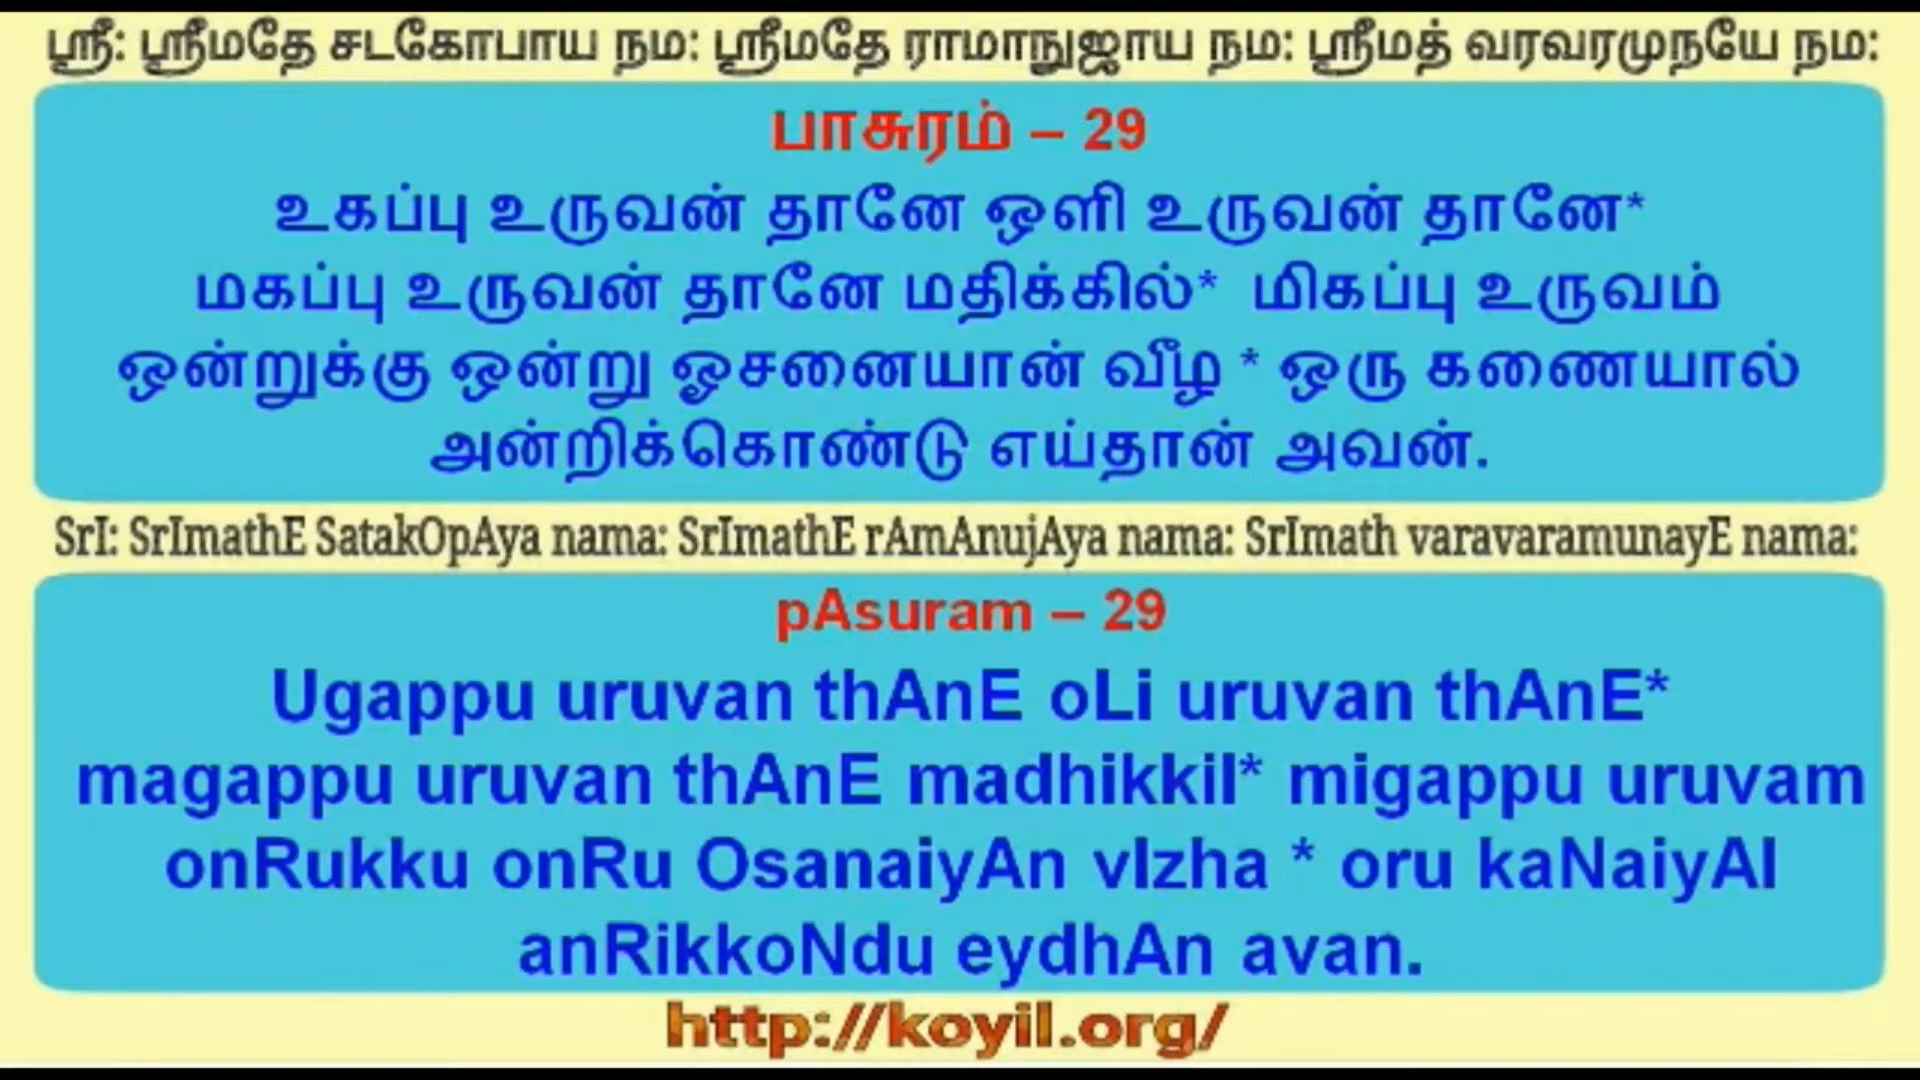 ஸ்ரீ: ஸ்ரீமதே சடகோபாய நம: ஸ்ரீமதே ராமாநுஜாய நம: ஸ்ரீமத் வரவரமுநயே நம:
பாசுரம் – 29
உகப்பு உருவன் தானே ஒளி உருவன் தானே*
மகப்பு உருவன் தானே மதிக்கில்* மிகப்பு உருவம்
ஒன்றுக்கு ஒன்று ஓசனையான் வீழ * ஒரு கணையால்
அன்றிக்கொண்டு எய்தான் அவன்.
SrI: SrImathE SatakOpAya nama: SrImathE rAmAnujAya nama: SrImath varavaramunayE nama:
pAsuram – 29
Ugappu uruvan thAnE oLi uruvan thAnE*
magappu uruvan thAnE madhikkil* migappu uruvam
onRukku onRu OsanaiyAn vIzha * oru kaNaiyAl
anRikkoNdu eydhAn avan.
http://koyil.org/